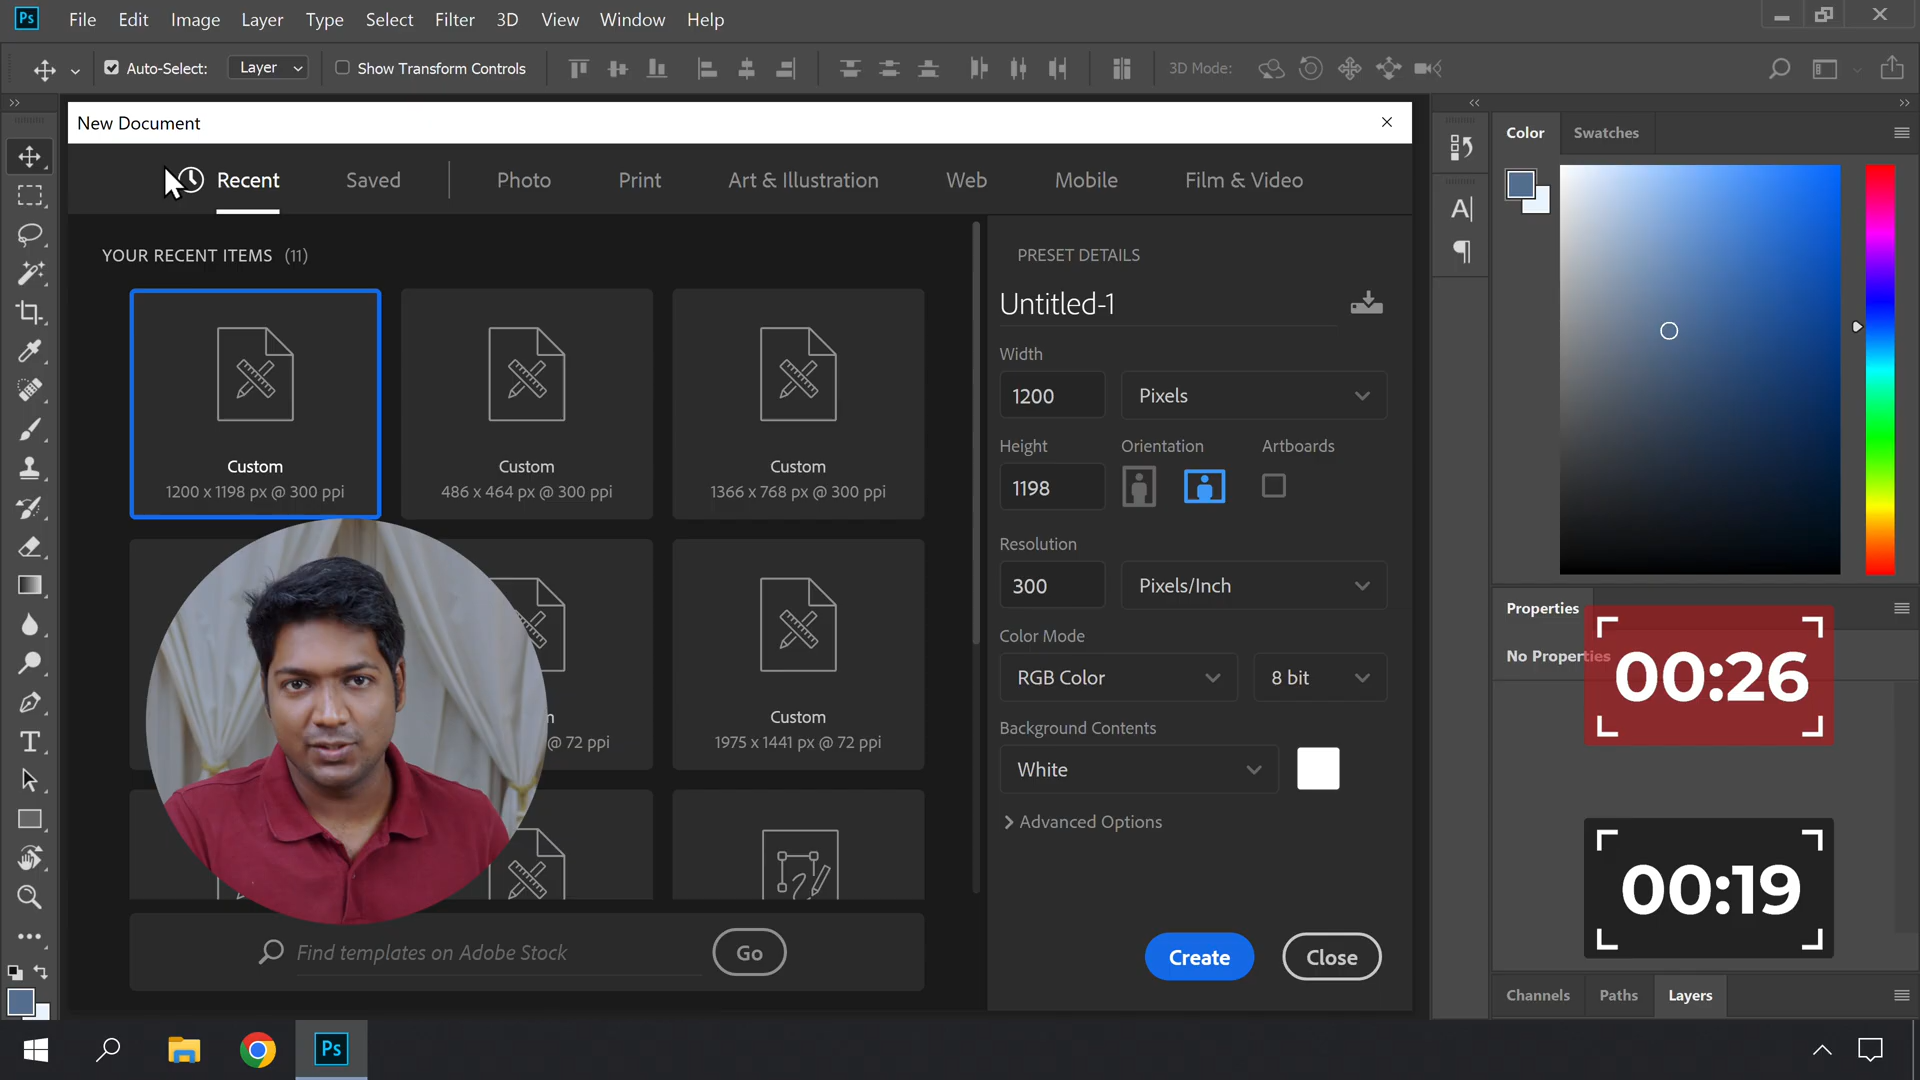 Ps File Edit Image Layer Type Select Filter 3D View Window Help
Auto-Select: Layer Show Transform Controls 3D Mode:
New Document
Recent Saved Photo Print Art & Illustration Web Mobile Film & Video
YOUR RECENT ITEMS (11)
Custom
1200 x 1198 px @ 300 ppi
Custom
486 x 464 px @ 300 ppi
Custom
1366 x 768 px @ 300 ppi
@ 72 ppi
Custom
1975 x 1441 px @ 72 ppi
Find templates on Adobe Stock Go
PRESET DETAILS
Untitled-1
Width
1200 Pixels
Height Orientation Artboards
1198
Resolution
300 Pixels/Inch
Color Mode
RGB Color 8 bit
Background Contents
White
Advanced Options
Create Close
Color Swatches
Properties
No Properties
00:26
00:19
Channels Paths Layers
Ps